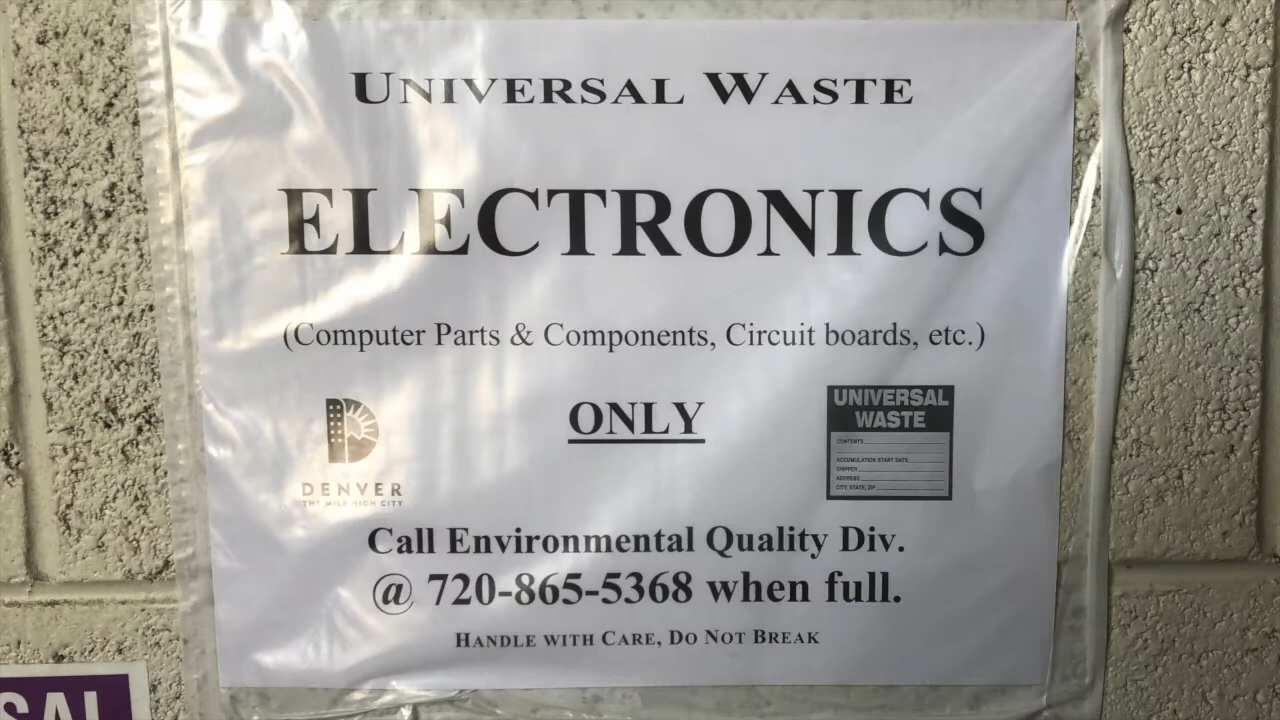 UNIVERSAL WASTE
ELECTRONICS
(Computer Parts & Components, Circuit boards, etc.)
ONLY
UNIVERSAL
WASTE
CONTENTS
ACCUMULATION START DATE
SHIPPER
ADDRESS
CITY, STATE, ZIP
DENVER
THE MILE HIGH CITY
Call Environmental Quality Div.
@ 720-865-5368 when full.
HANDLE WITH CARE, DO NOT BREAK
SAL